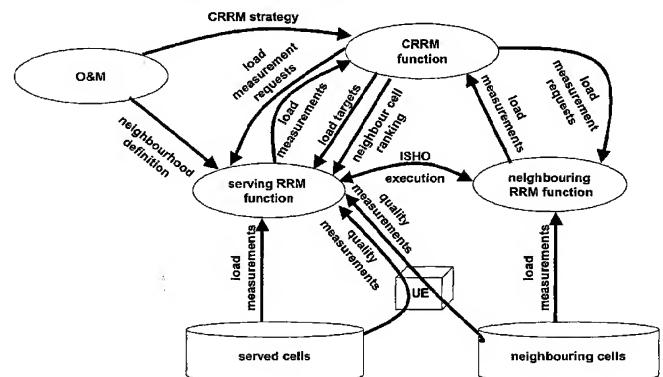 CRRM strategy
CRRM
function
O&M
load
measurement
requests
load
measurements
load targets
neighbour cell
ranking
load
measurements
load
measurement
requests
neighbourhood
definition
ISHO
execution
serving RRM
function
neighbouring
RRM function
quality
measurements
quality
measurements
load
measurements
load
measurements
UE
served cells
neighbouring cells